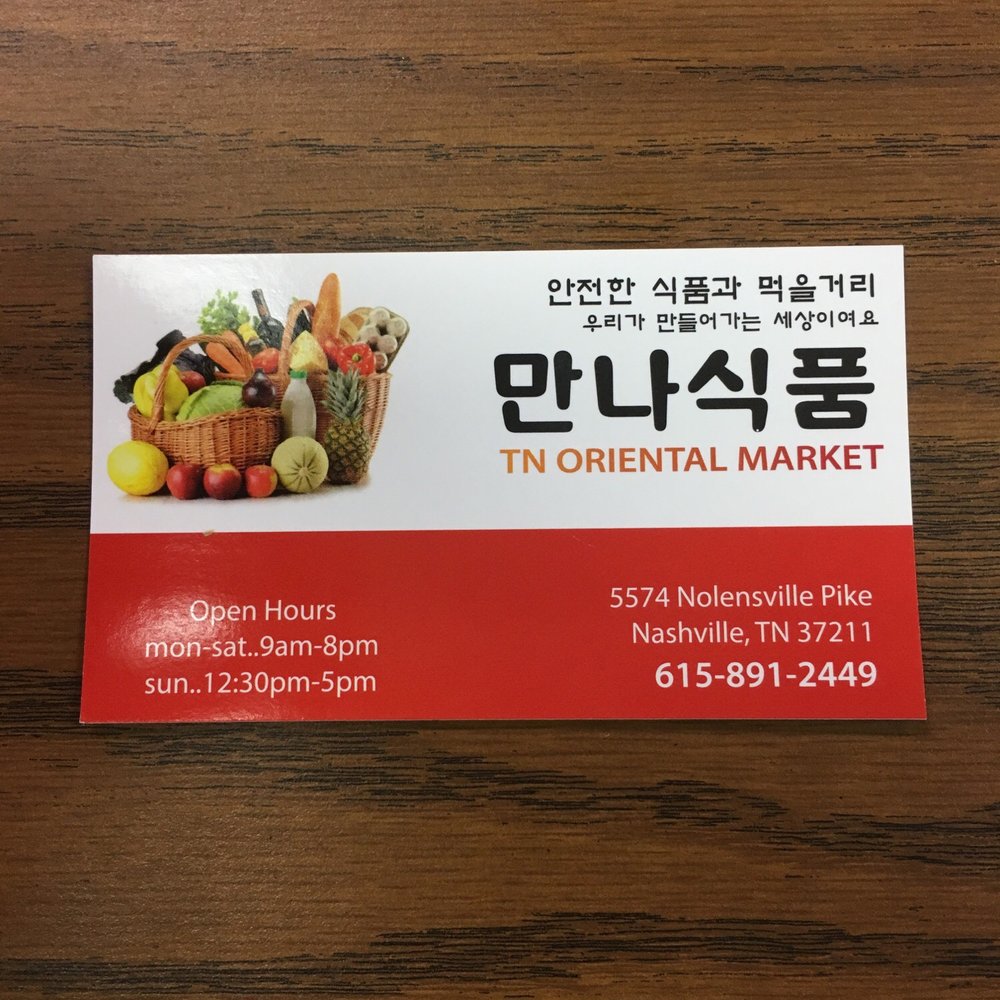 안전한 식품과 먹을거리
우리가 만들어가는 세상이여요
만나식품
TN ORIENTAL MARKET
Open Hours
mon-sat..9am-8pm
sun..12:30pm-5pm
5574 Nolensville Pike
Nashville, TN 37211
615-891-2449